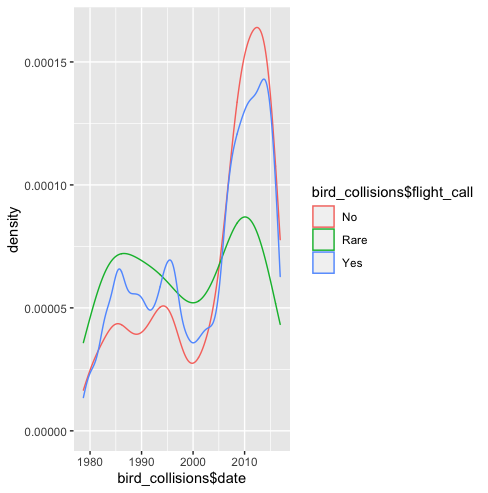 0.00015
0.00010
0.00005
0.00000
density
1980 1990 2000 2010
bird_collisions$date
bird_collisions$flight_call
No
Rare
Yes